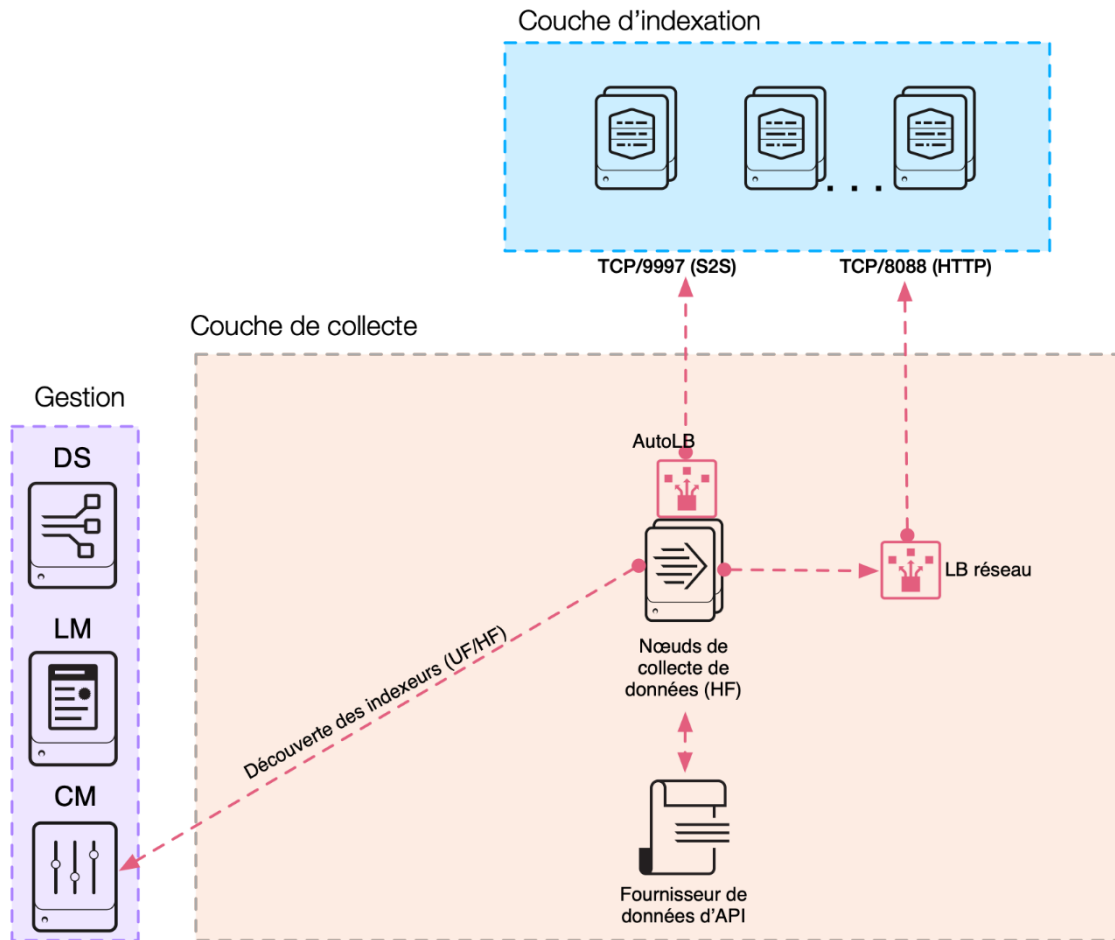 Couche d’indexation
TCP/9997 (S2S)
TCP/8088 (HTTP)
Couche de collecte
Gestion
DS
LM
CM
AutoLB
LB réseau
Nœuds de
collecte de
données (HF)
Découverte des indexeurs (UF/HF)
Fournisseur de
données d’API